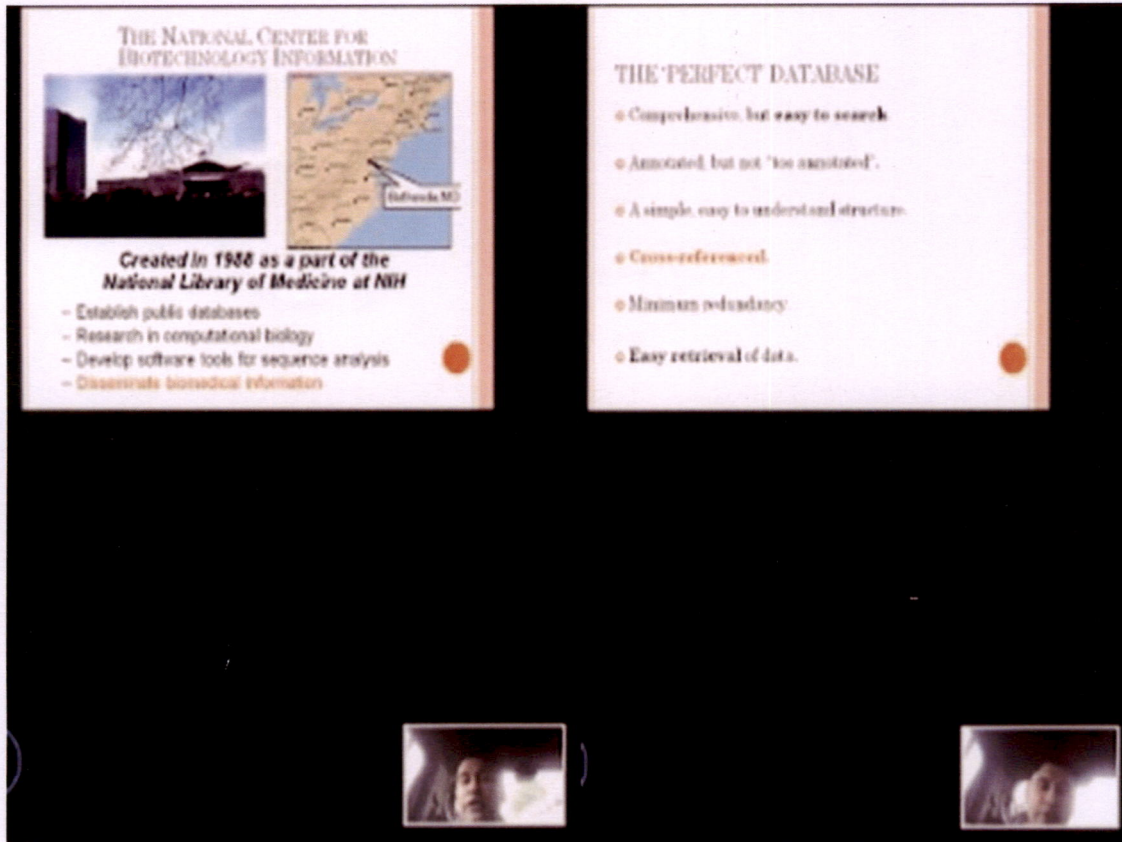 THE NATIONAL CENTER FOR
BIOTECHNOLOGY INFORMATION
Bethesda, MD
Created in 1988 as a part of the
National Library of Medicine at NIH
– Establish public databases
– Research in computational biology
– Develop software tools for sequence analysis
– Disseminate biomedical information
THE "PERFECT" DATABASE
Comprehensive, but easy to search.
Annotated, but not "too annotated".
A simple, easy to understand structure.
Cross-referenced.
Minimum redundancy.
Easy retrieval of data.